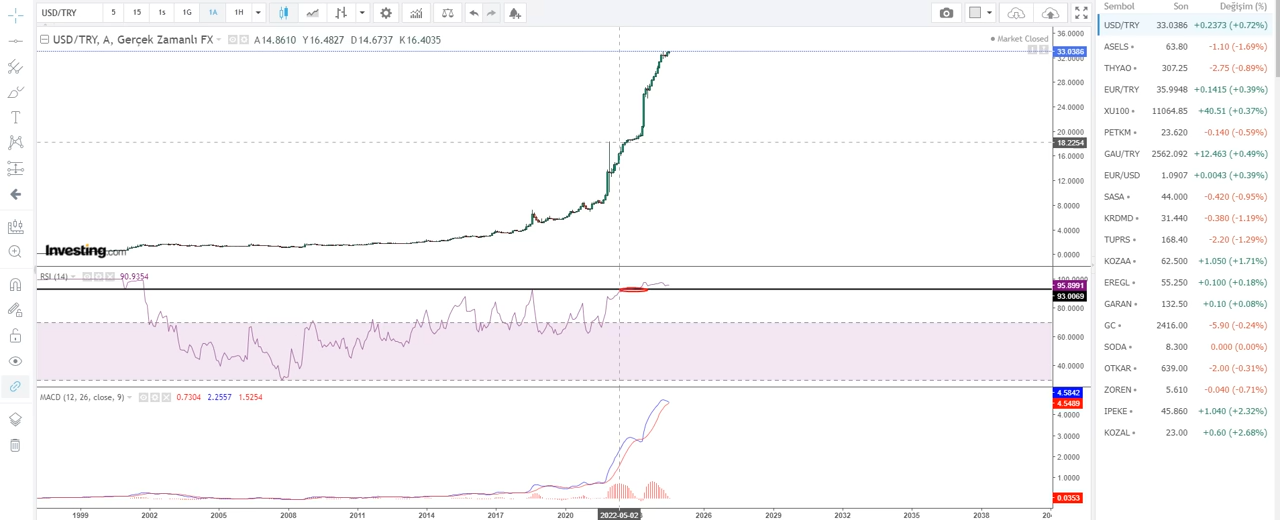 USD/TRY 5 15 1s 1G 1A 1H
USD/TRY, A, Gerçek Zamanlı FX A14.8610 Y16.4827 D14.6737 K16.4035
Market Closed
36.0000
33.0386
32.0000
28.0000
24.0000
20.0000
18.2254
16.0000
12.0000
8.0000
4.0000
0.0000
Investing.com
RSI (14) 90.9354
100.0000
95.8991
93.0069
80.0000
60.0000
40.0000
MACD (12, 26, close, 9) 0.7304 2.2557 1.5254
4.5842
4.5489
4.0000
3.0000
2.0000
1.0000
0.0353
1999 2002 2005 2008 2011 2014 2017 2020 2022-05-02 2026 2029 2032 2035 2038
Sembol Son Değişim (%)
USD/TRY 33.0386 +0.2373 (+0.72%)
ASELS 63.80 -1.10 (-1.69%)
THYAO 307.25 -2.75 (-0.89%)
EUR/TRY 35.9948 +0.1415 (+0.39%)
XU100 11064.85 +40.51 (+0.37%)
PETKM 23.620 -0.140 (-0.59%)
GAU/TRY 2562.092 +12.463 (+0.49%)
EUR/USD 1.0907 +0.0043 (+0.39%)
SASA 44.000 -0.420 (-0.95%)
KRDMD 31.440 -0.380 (-1.19%)
TUPRS 168.40 -2.20 (-1.29%)
KOZAA 62.500 +1.050 (+1.71%)
EREGL 55.250 +0.100 (+0.18%)
GARAN 132.50 +0.10 (+0.08%)
GC 2416.00 -5.90 (-0.24%)
SODA 8.300 0.000 (0.00%)
OTKAR 639.00 -2.00 (-0.31%)
ZOREN 5.610 -0.040 (-0.71%)
IPEKE 45.860 +1.040 (+2.32%)
KOZAL 23.00 +0.60 (+2.68%)